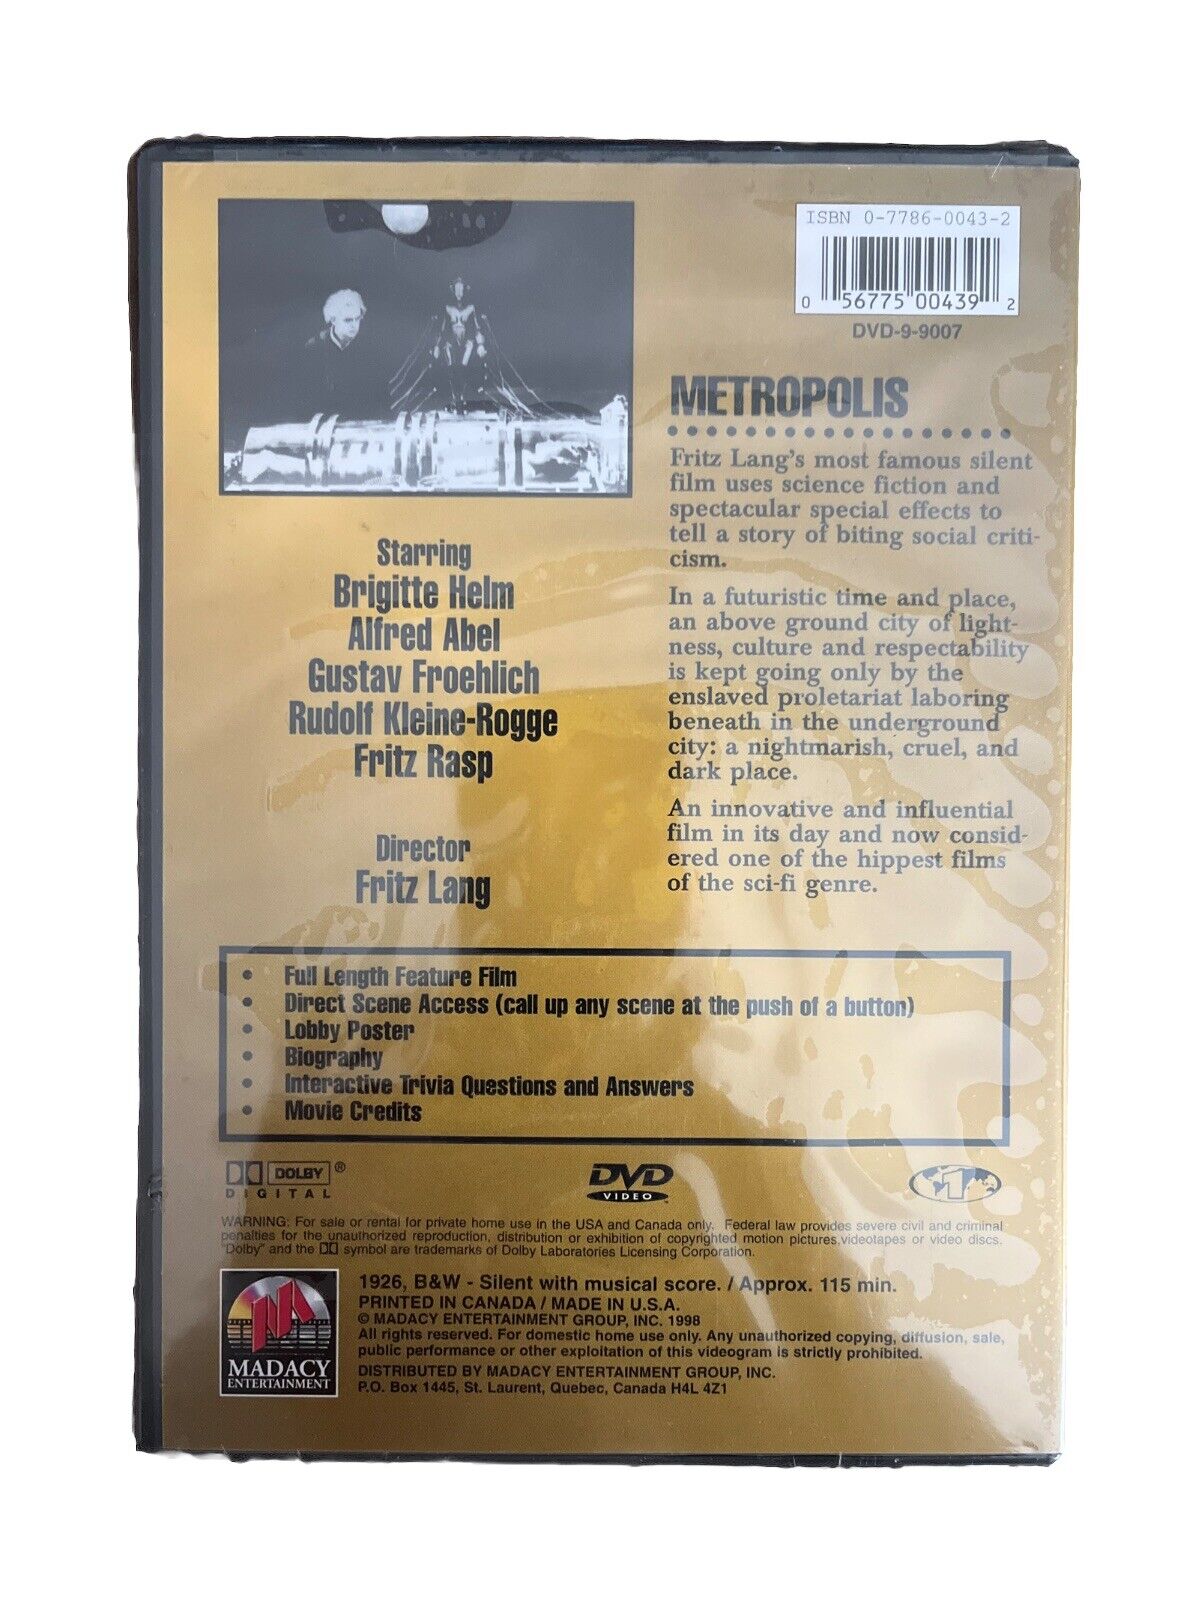 ISBN 0-7786-0043-2
0 56775 00439 2
DVD-9-9007
METROPOLIS
Fritz Lang's most famous silent
film uses science fiction and
spectacular special effects to
tell a story of biting social criti-
cism.
In a futuristic time and place,
an above ground city of light-
ness, culture and respectability
is kept going only by the
enslaved proletariat laboring
beneath in the underground
city: a nightmarish, cruel, and
dark place.
An innovative and influential
film in its day and now consid-
ered one of the hippest films
of the sci-fi genre.
Starring
Brigitte Helm
Alfred Abel
Gustav Froehlich
Rudolf Kleine-Rogge
Fritz Rasp
Director
Fritz Lang
• Full Length Feature Film
• Direct Scene Access (call up any scene at the push of a button)
• Lobby Poster
• Biography
• Interactive Trivia Questions and Answers
• Movie Credits
DOLBY ®
DIGITAL
DVD
VIDEO
1
WARNING: For sale or rental for private home use in the USA and Canada only. Federal law provides severe civil and criminal
penalties for the unauthorized reproduction, distribution or exhibition of copyrighted motion pictures,videotapes or video discs.
"Dolby" and the DD symbol are trademarks of Dolby Laboratories Licensing Corporation.
1926, B&W - Silent with musical score. / Approx. 115 min.
PRINTED IN CANADA / MADE IN U.S.A.
© MADACY ENTERTAINMENT GROUP, INC. 1998
All rights reserved. For domestic home use only. Any unauthorized copying, diffusion, sale,
public performance or other exploitation of this videogram is strictly prohibited.
DISTRIBUTED BY MADACY ENTERTAINMENT GROUP, INC.
P.O. Box 1445, St. Laurent, Quebec, Canada H4L 4Z1
MADACY
ENTERTAINMENT